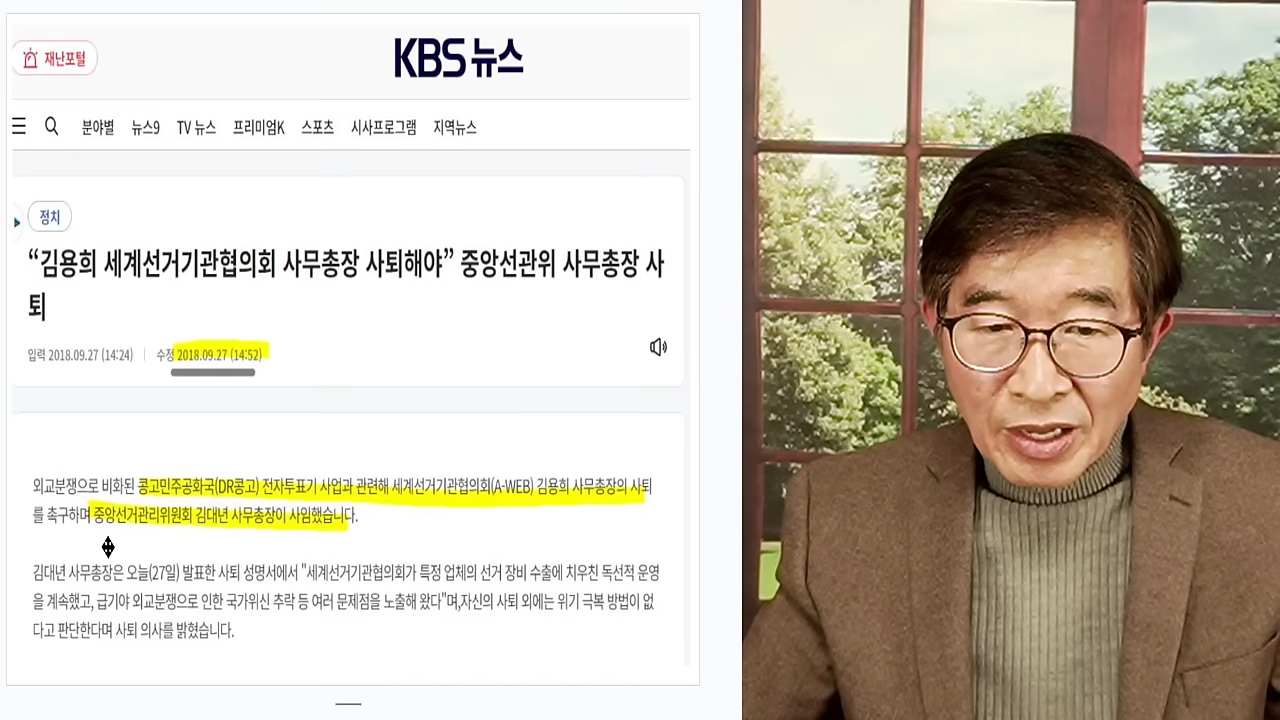 재난포털
KBS 뉴스
분야별 뉴스9 TV 뉴스 프리미엄K 스포츠 시사프로그램 지역뉴스
정치
“김용희 세계선거기관협의회 사무총장 사퇴해야” 중앙선관위 사무총장 사
퇴
입력 2018.09.27 (14:24) 수정 2018.09.27 (14:52)
외교분쟁으로 비화된 콩고민주공화국(DR콩고) 전자투표기 사업과 관련해 세계선거기관협의회(A-WEB) 김용희 사무총장의 사퇴
를 촉구하며 중앙선거관리위원회 김대년 사무총장이 사임했습니다.
김대년 사무총장은 오늘(27일) 발표한 사퇴 성명서에서 "세계선거기관협의회가 특정 업체의 선거 장비 수출에 치우친 독선적 운영
을 계속했고, 급기야 외교분쟁으로 인한 국가위신 추락 등 여러 문제점을 노출해 왔다"며,자신의 사퇴 외에는 위기 극복 방법이 없
다고 판단한다며 사퇴 의사를 밝혔습니다.